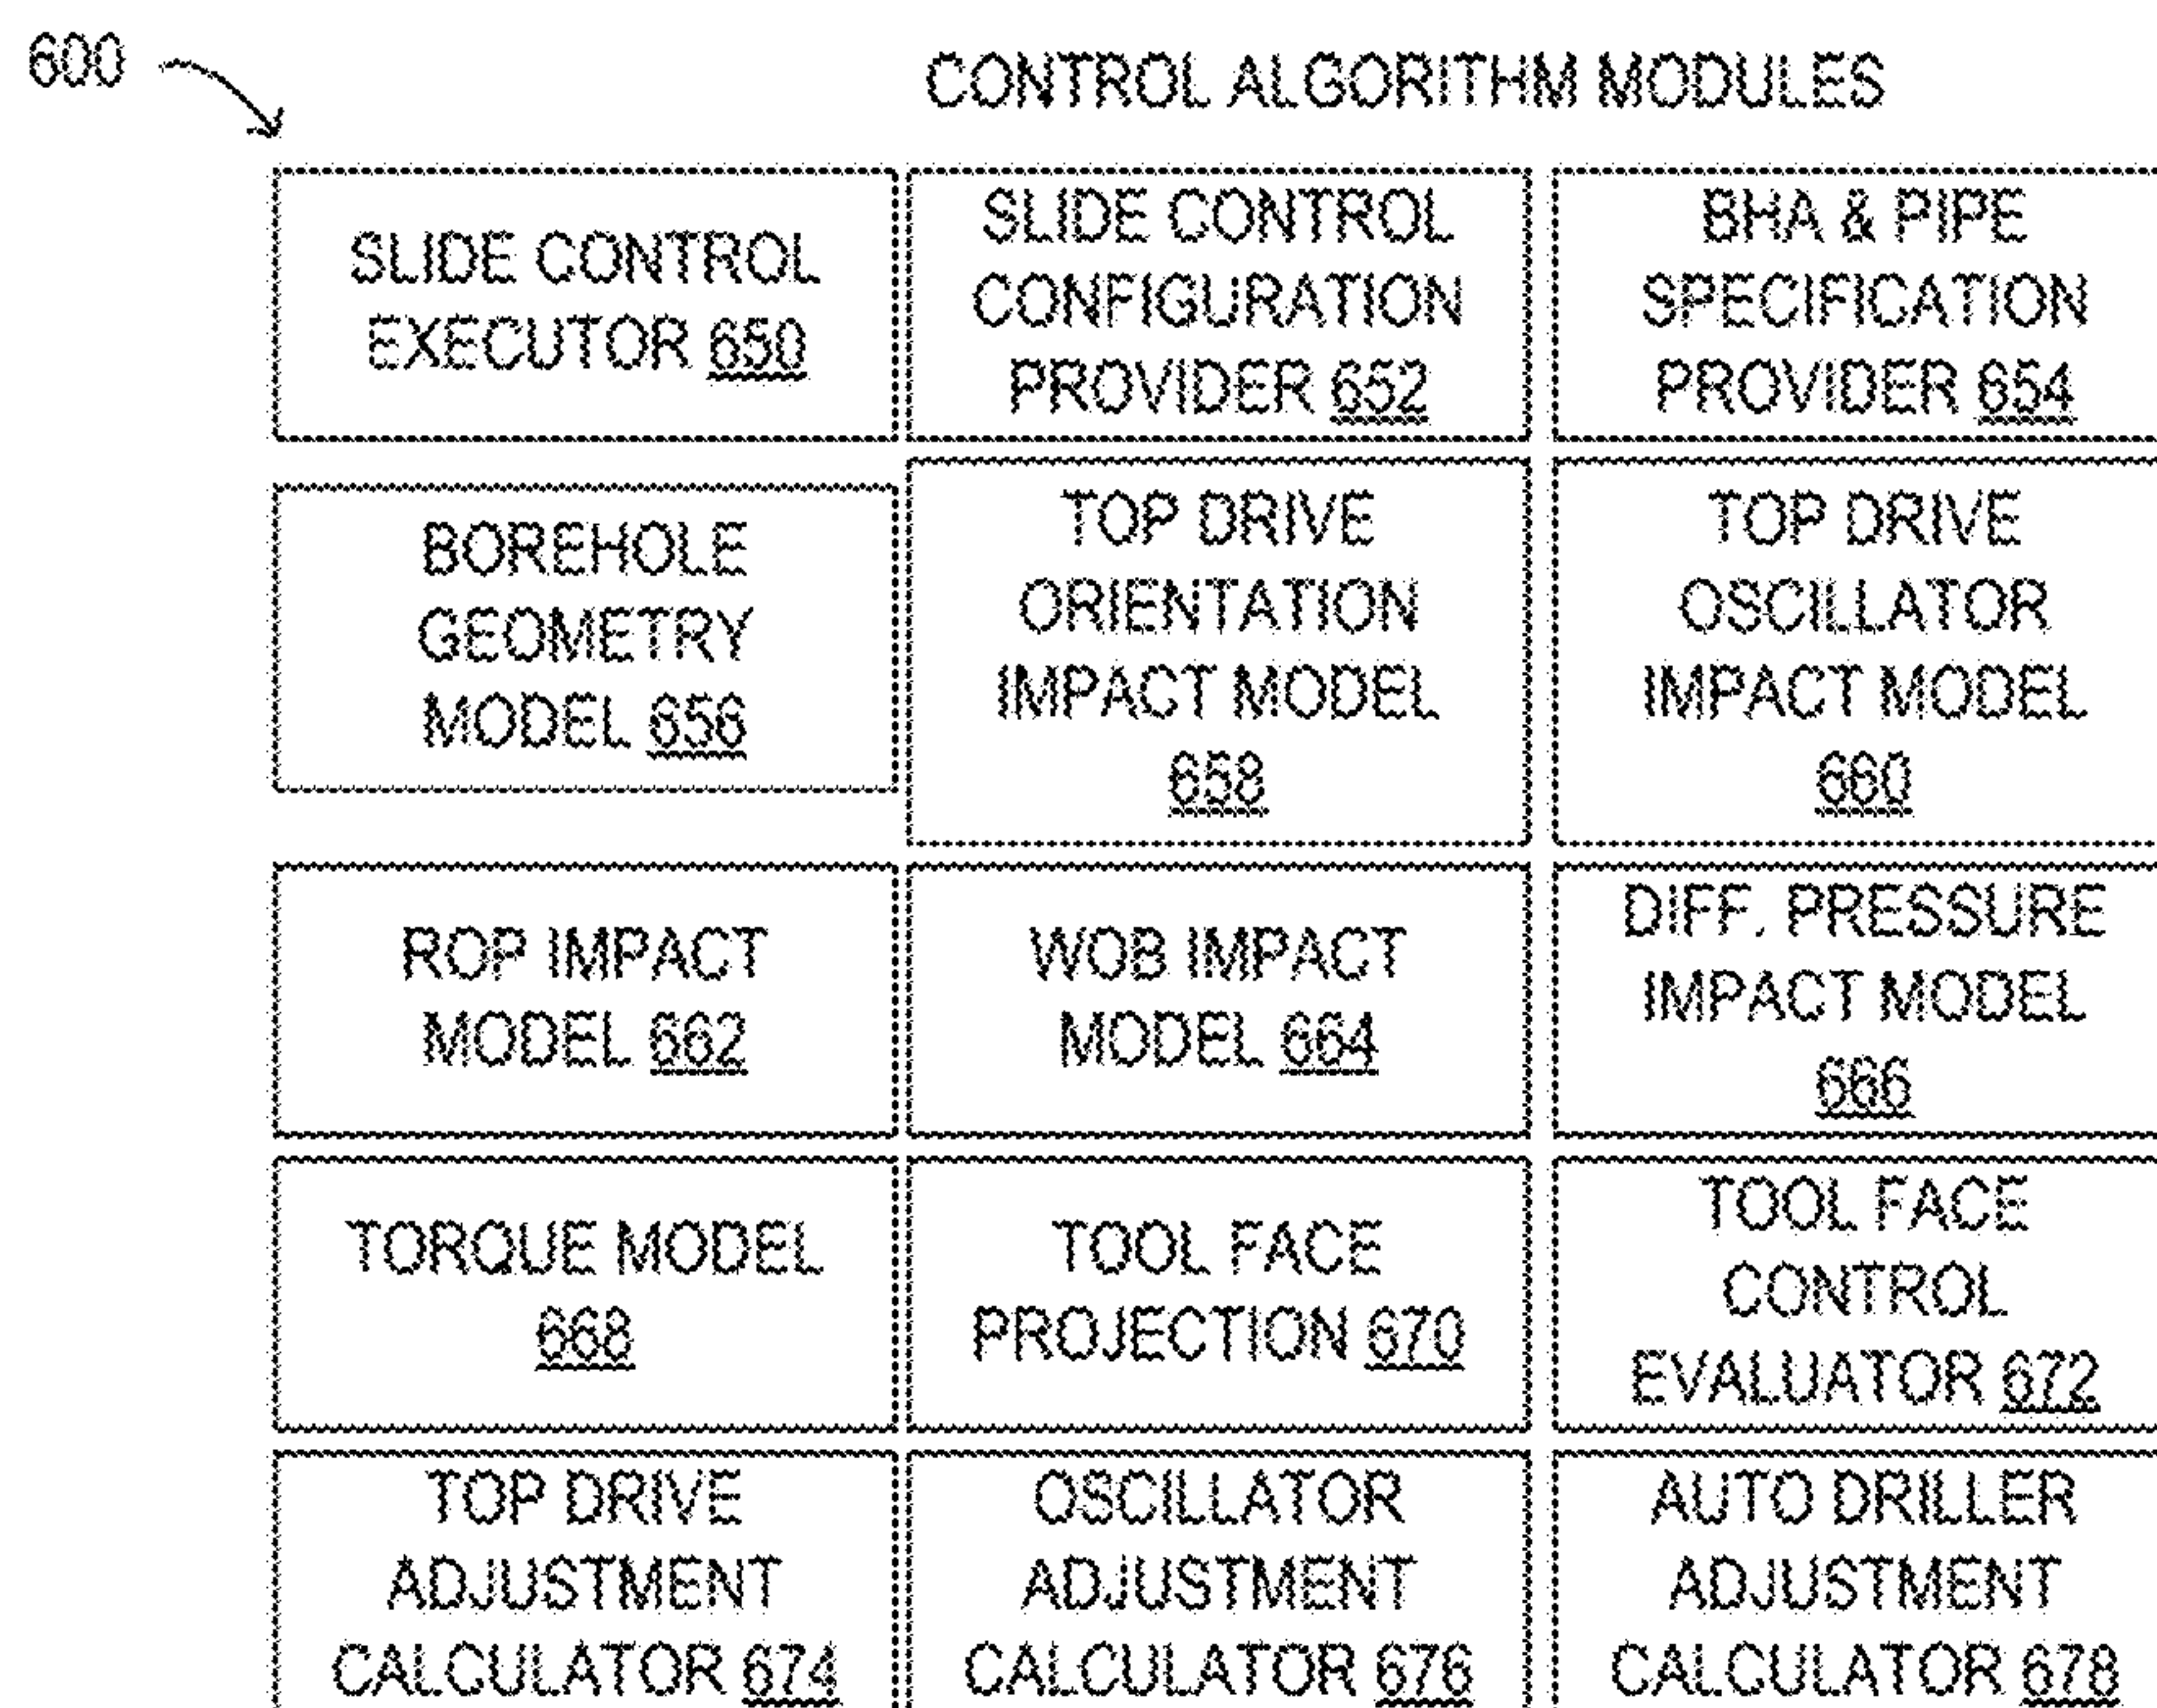 600
CONTROL ALGORITHM MODULES
SLIDE CONTROL
EXECUTOR 650
SLIDE CONTROL
CONFIGURATION
PROVIDER 652
BHA & PIPE
SPECIFICATION
PROVIDER 654
BOREHOLE
GEOMETRY
MODEL 656
TOP DRIVE
ORIENTATION
IMPACT MODEL
658
TOP DRIVE
OSCILLATOR
IMPACT MODEL
660
ROP IMPACT
MODEL 662
WOB IMPACT
MODEL 664
DIFF. PRESSURE
IMPACT MODEL
666
TORQUE MODEL
668
TOOL FACE
PROJECTION 670
TOOL FACE
CONTROL
EVALUATOR 672
TOP DRIVE
ADJUSTMENT
CALCULATOR 674
OSCILLATOR
ADJUSTMENT
CALCULATOR 676
AUTO DRILLER
ADJUSTMENT
CALCULATOR 678